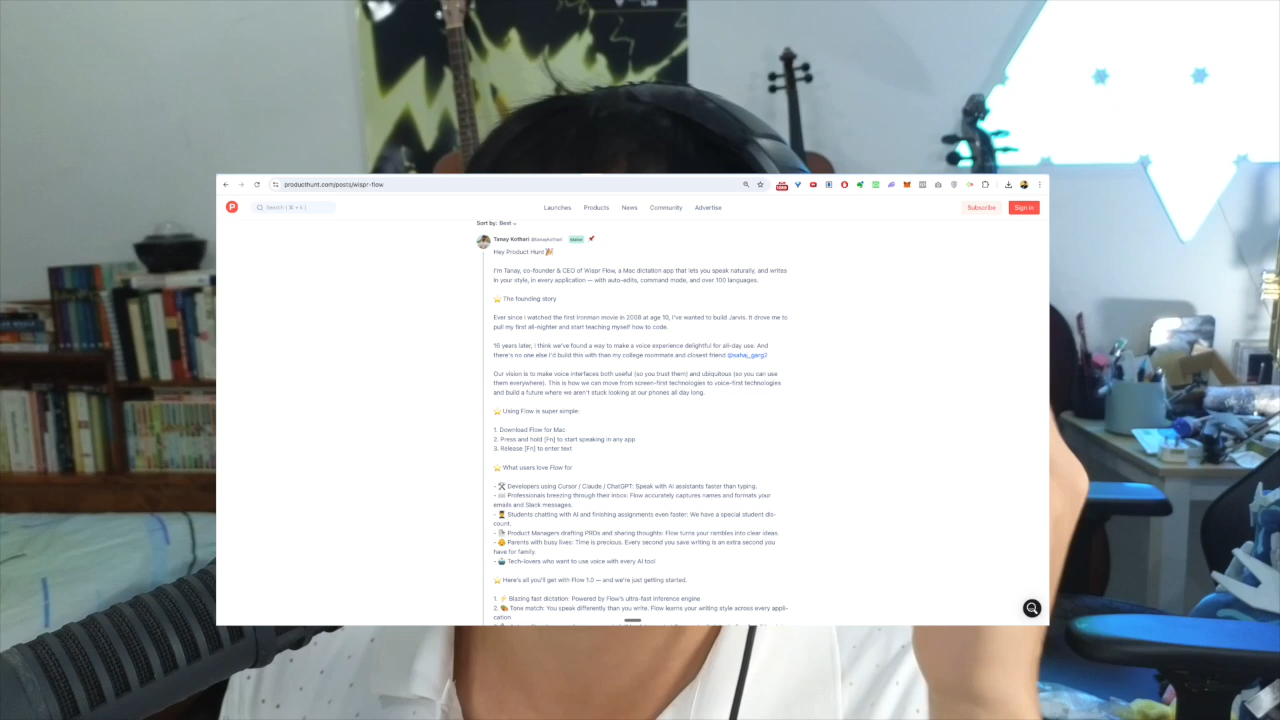 producthunt.com/posts/wispr-flow
Search ( ⌘ + k )
Launches Products News Community Advertise
Subscribe Sign in
Sort by: Best
Tanay Kothari @tanaykothari Maker
Hey Product Hunt
I'm Tanay, co-founder & CEO of Wispr Flow, a Mac dictation app that lets you speak naturally, and writes
in your style, in every application — with auto-edits, command mode, and over 100 languages.
The founding story
Ever since I watched the first Ironman movie in 2008 at age 10, I've wanted to build Jarvis. It drove me to
pull my first all-nighter and start teaching myself how to code.
16 years later, I think we've found a way to make a voice experience delightful for all-day use. And
there's no one else I'd build this with than my college roommate and closest friend @sahaj_garg2
Our vision is to make voice interfaces both useful (so you trust them) and ubiquitous (so you can use
them everywhere). This is how we can move from screen-first technologies to voice-first technologies
and build a future where we aren't stuck looking at our phones all day long.
Using Flow is super simple:
1. Download Flow for Mac
2. Press and hold [Fn] to start speaking in any app
3. Release [Fn] to enter text
What users love Flow for
- Developers using Cursor / Claude / ChatGPT: Speak with AI assistants faster than typing.
- Professionals breezing through their inbox: Flow accurately captures names and formats your
emails and Slack messages.
- Students chatting with AI and finishing assignments even faster: We have a special student dis-
count.
- Product Managers drafting PRDs and sharing thoughts: Flow turns your rambles into clear ideas.
- Parents with busy lives: Time is precious. Every second you save writing is an extra second you
have for family.
- Tech-lovers who want to use voice with every AI tool
Here's all you'll get with Flow 1.0 — and we're just getting started.
1. Blazing fast dictation: Powered by Flow's ultra-fast inference engine
2. Tone match: You speak differently than you write. Flow learns your writing style across every appli-
cation